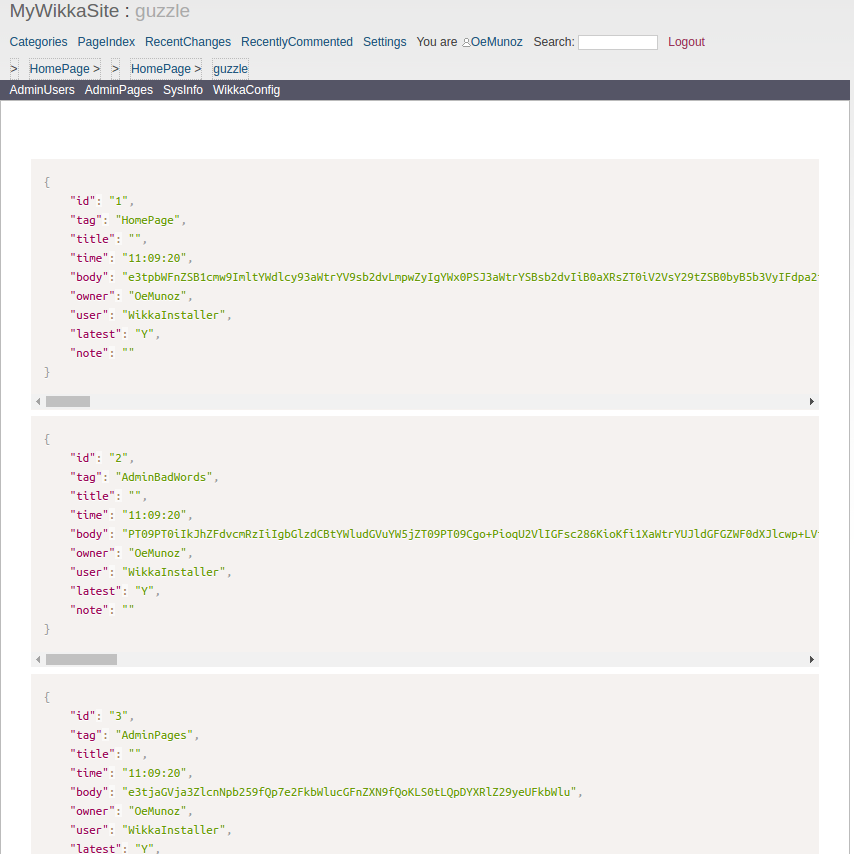 MyWikkaSite : guzzle
Categories PageIndex RecentChanges RecentlyCommented Settings You are OeMunoz Search: Logout
> HomePage > > HomePage > guzzle
AdminUsers AdminPages SysInfo WikkaConfig
{
"id": "1",
"tag": "HomePage",
"title": "",
"time": "11:09:20",
"body": "e3tpbWFnZSB1cmw9ImltYWdlcy93aWtrYV9sb2dvLmpwZyIgYWx0PSJ3aWtrYSBsb2dvIiB0aXRsZT0iV2VsY29tZSB0byB5b3VyIFdpa2
"owner": "OeMunoz",
"user": "WikkaInstaller",
"latest": "Y",
"note": ""
}
{
"id": "2",
"tag": "AdminBadWords",
"title": "",
"time": "11:09:20",
"body": "PT09PT0iIkJhZFdvcmRzIiIgbGlzdCBtYWludGVuYW5jZT09PT09Cgo+PioqU2VlIGFsc286KioKfi1XaWtrYUJldGFGZWF0dXJlcwp+LV
"owner": "OeMunoz",
"user": "WikkaInstaller",
"latest": "Y",
"note": ""
}
{
"id": "3",
"tag": "AdminPages",
"title": "",
"time": "11:09:20",
"body": "e3tjaGVja3ZlcnNpb259fQp7e2FkbWlucGFnZXN9fQoKLS0tLQpDYXRlZ29yeUFkbWlu",
"owner": "OeMunoz",
"user": "WikkaInstaller",
"latest": "Y",